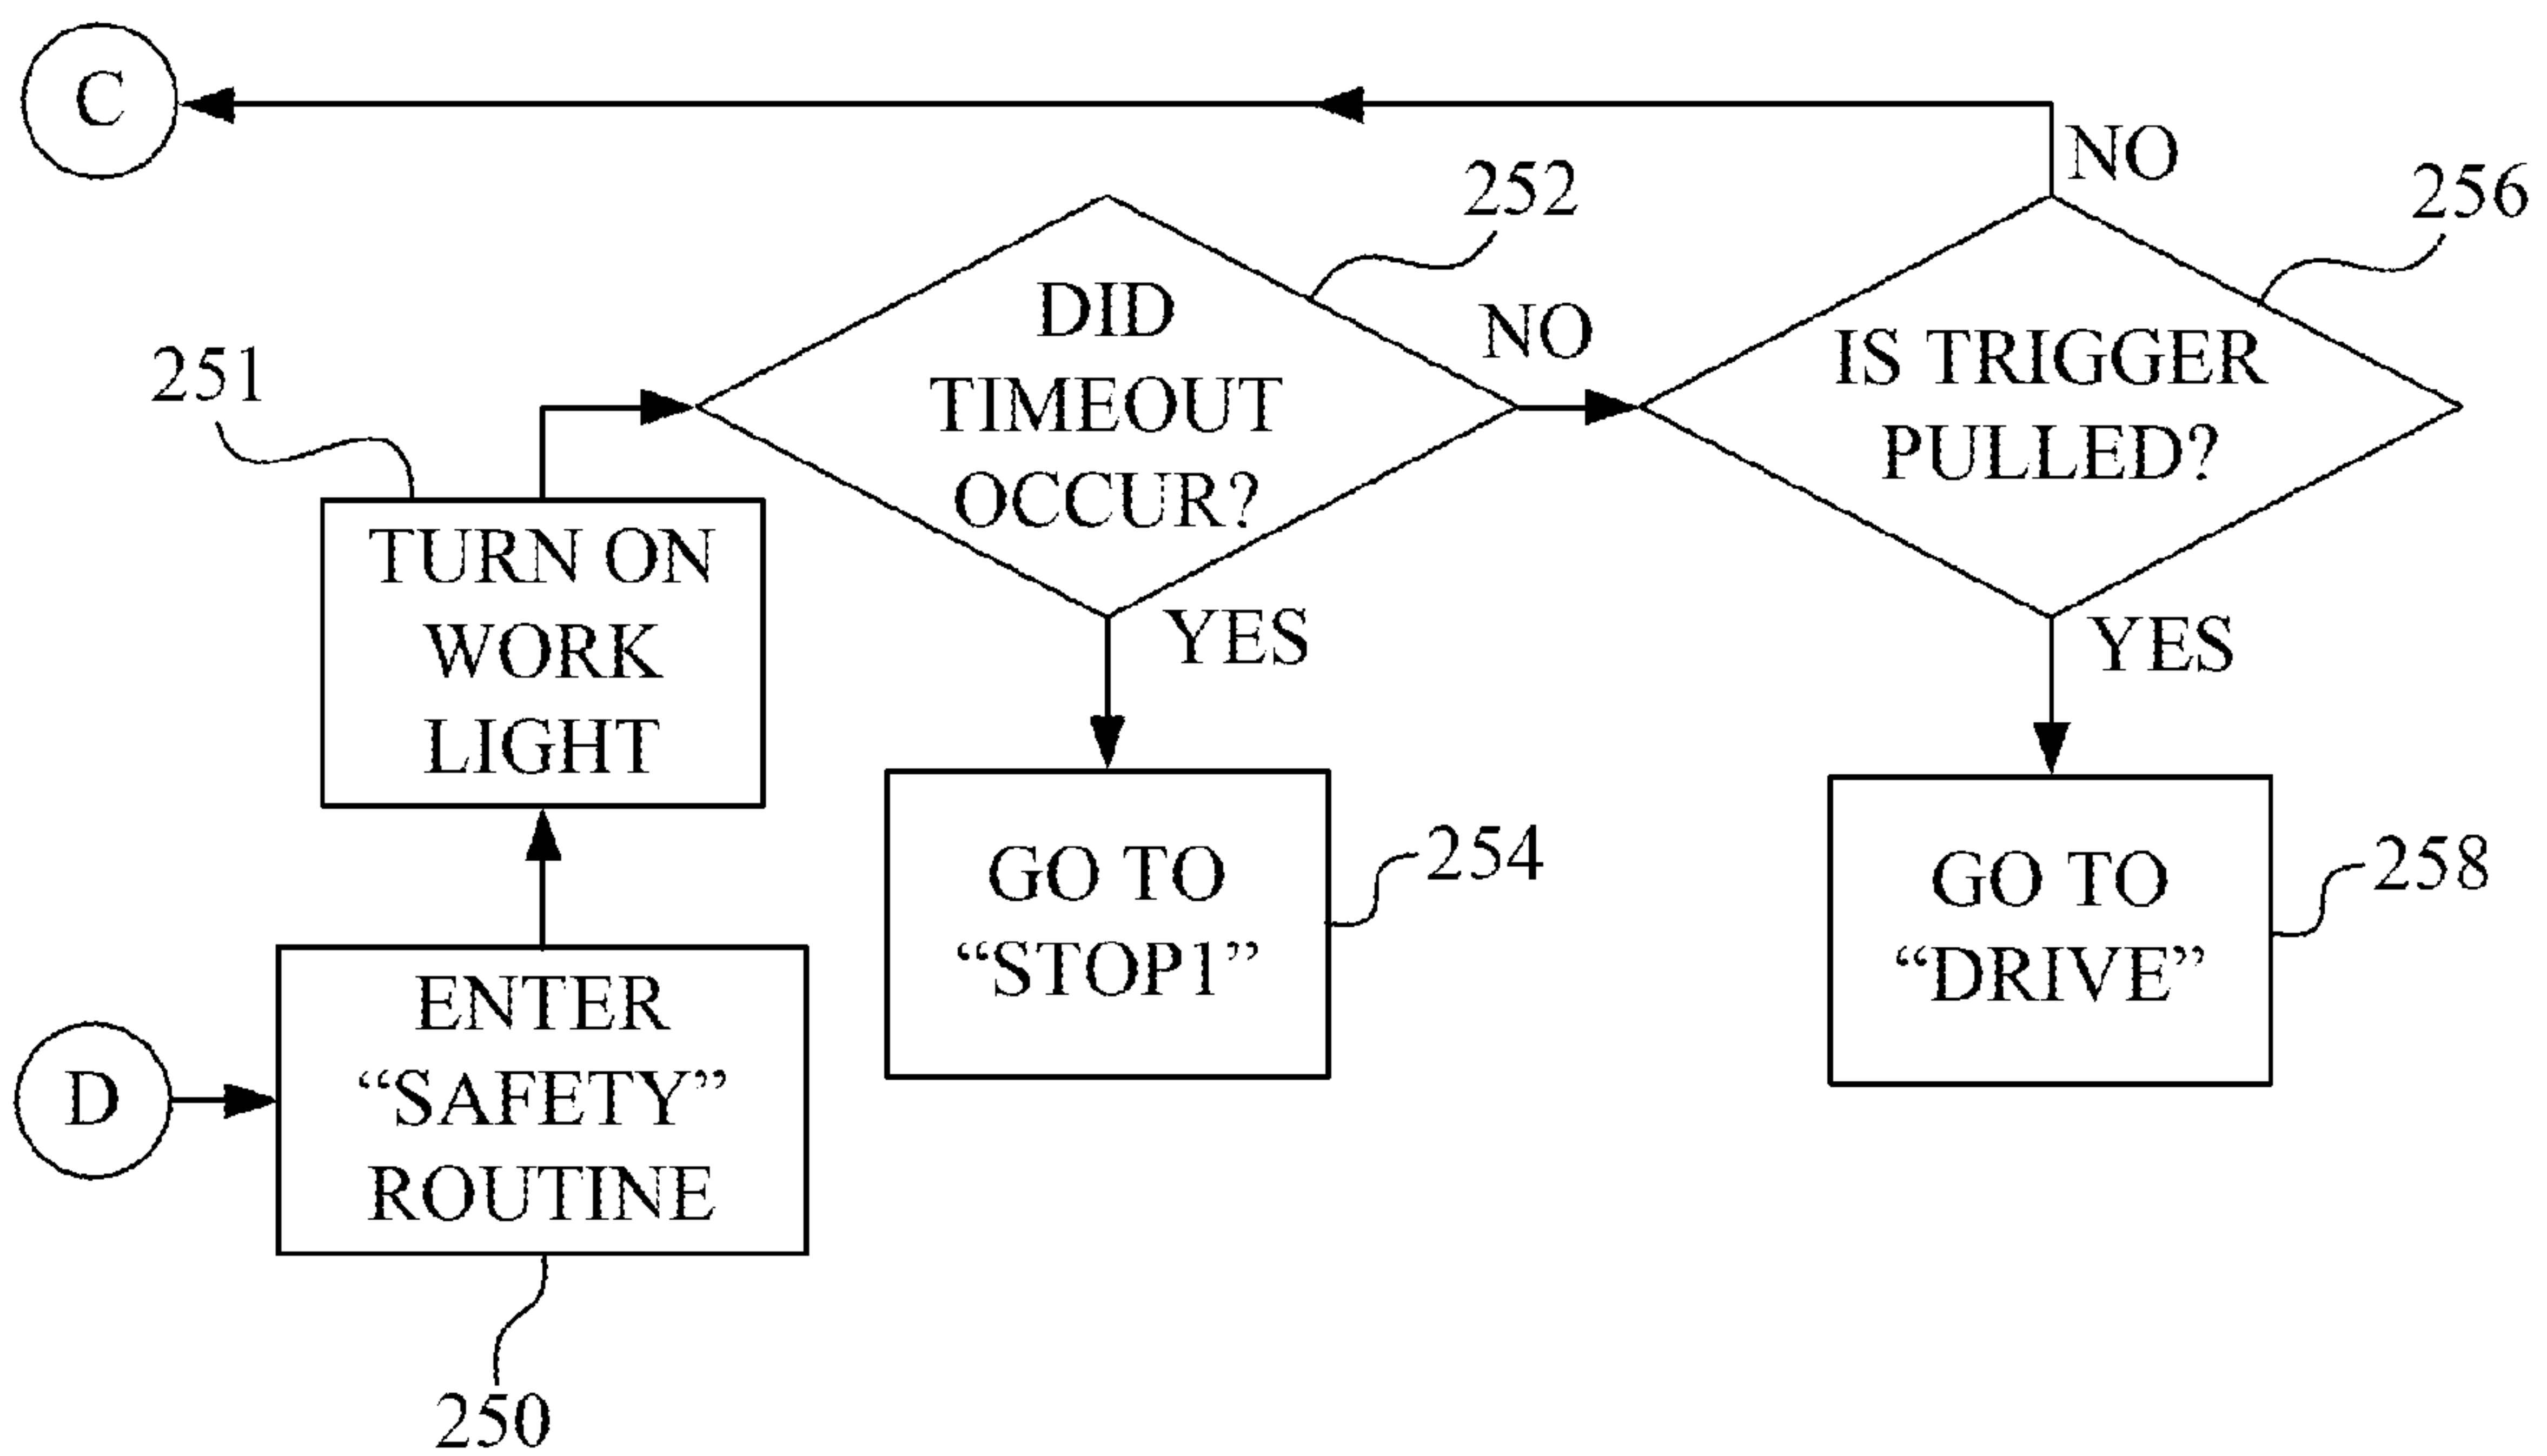 C
NO
252
256
DID
TIMEOUT
OCCUR?
NO
IS TRIGGER
PULLED?
251
TURN ON
WORK
LIGHT
YES
YES
GO TO
“STOP1”
254
GO TO
“DRIVE”
258
D
ENTER
“SAFETY”
ROUTINE
250